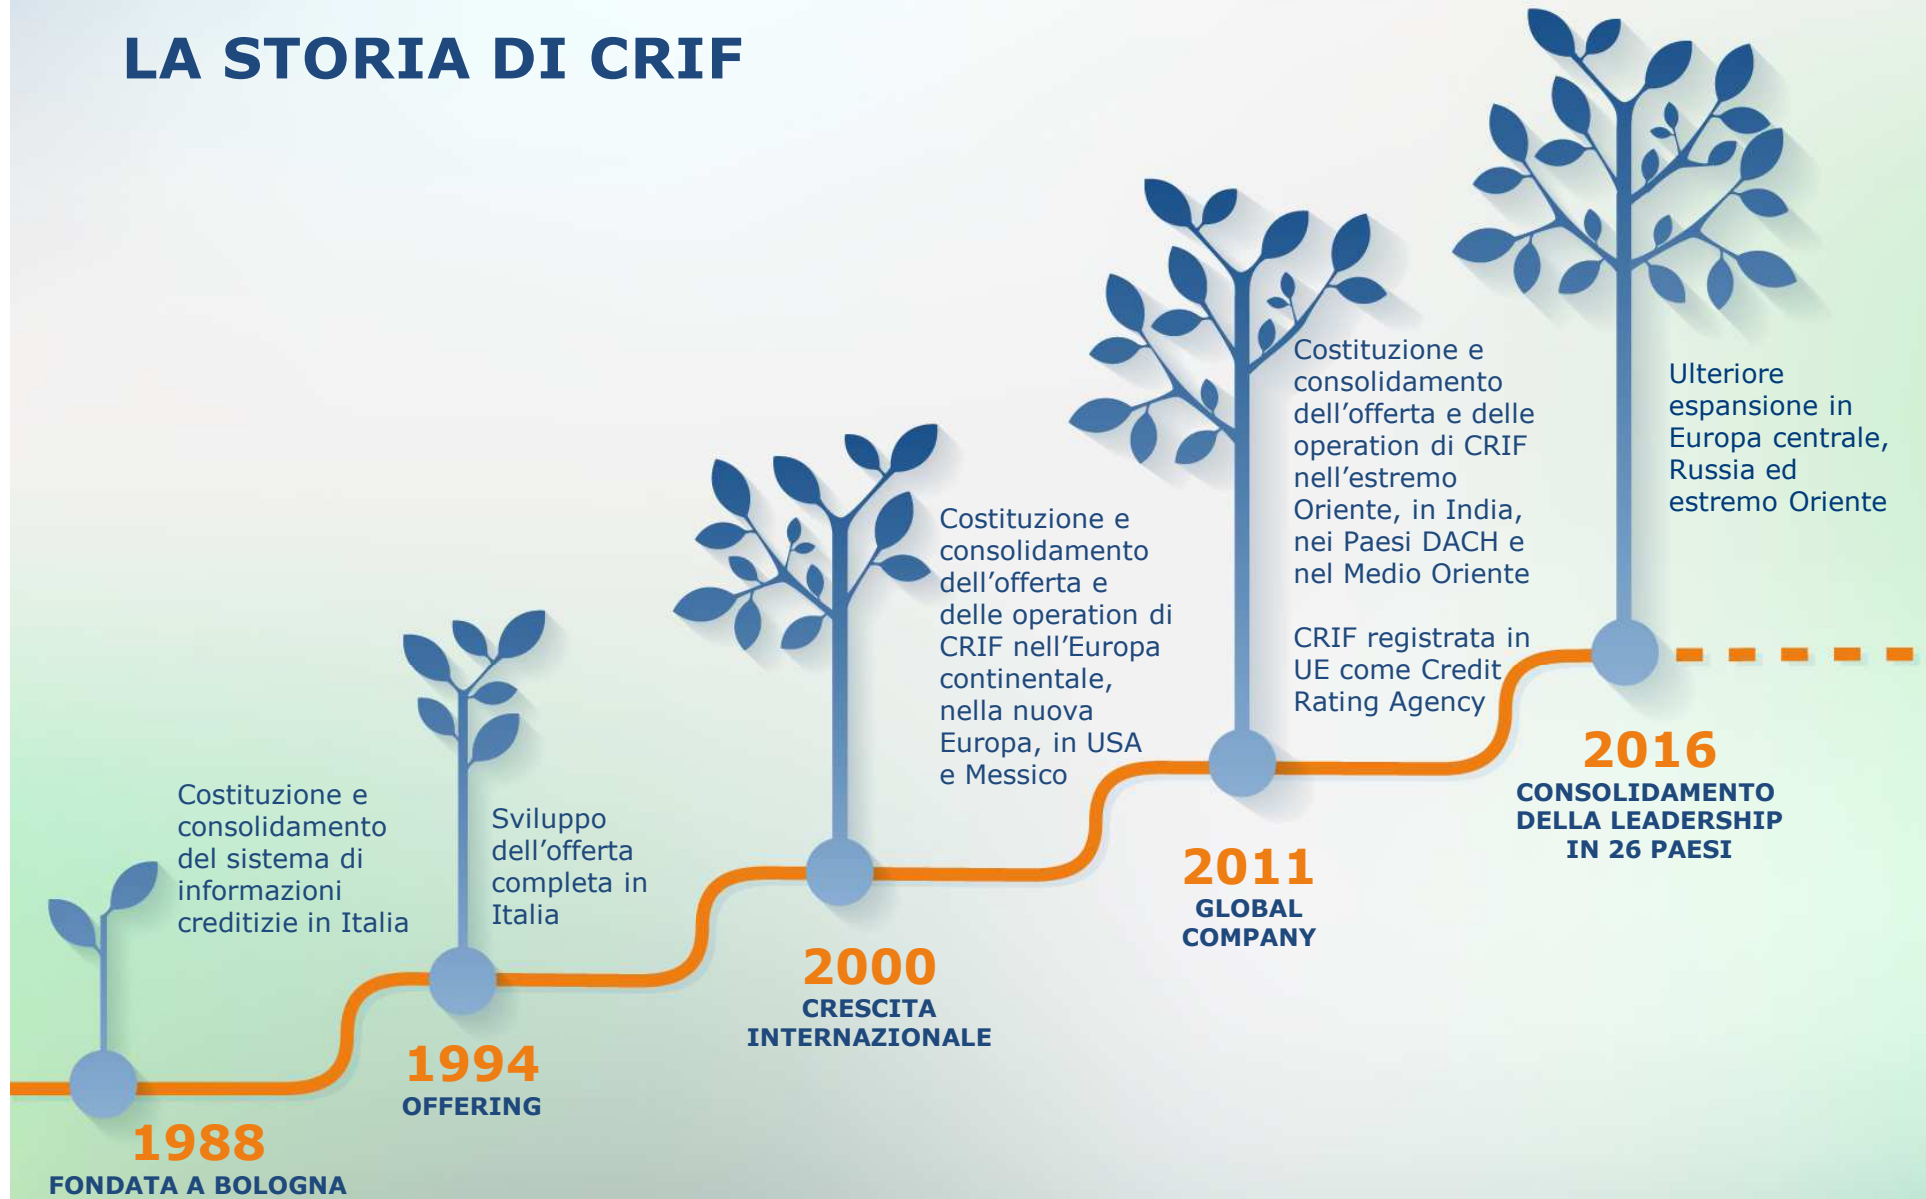 LA STORIA DI CRIF
Costituzione e
consolidamento
del sistema di
informazioni
creditizie in Italia
1988
FONDATA A BOLOGNA
Sviluppo
dell’offerta
completa in
Italia
1994
OFFERING
Costituzione e
consolidamento
dell’offerta e
delle operation di
CRIF nell’Europa
continentale,
nella nuova
Europa, in USA
e Messico
2000
CRESCITA
INTERNAZIONALE
Costituzione e
consolidamento
dell’offerta e delle
operation di CRIF
nell’estremo
Oriente, in India,
nei Paesi DACH e
nel Medio Oriente
CRIF registrata in
UE come Credit
Rating Agency
2011
GLOBAL
COMPANY
Ulteriore
espansione in
Europa centrale,
Russia ed
estremo Oriente
2016
CONSOLIDAMENTO
DELLA LEADERSHIP
IN 26 PAESI